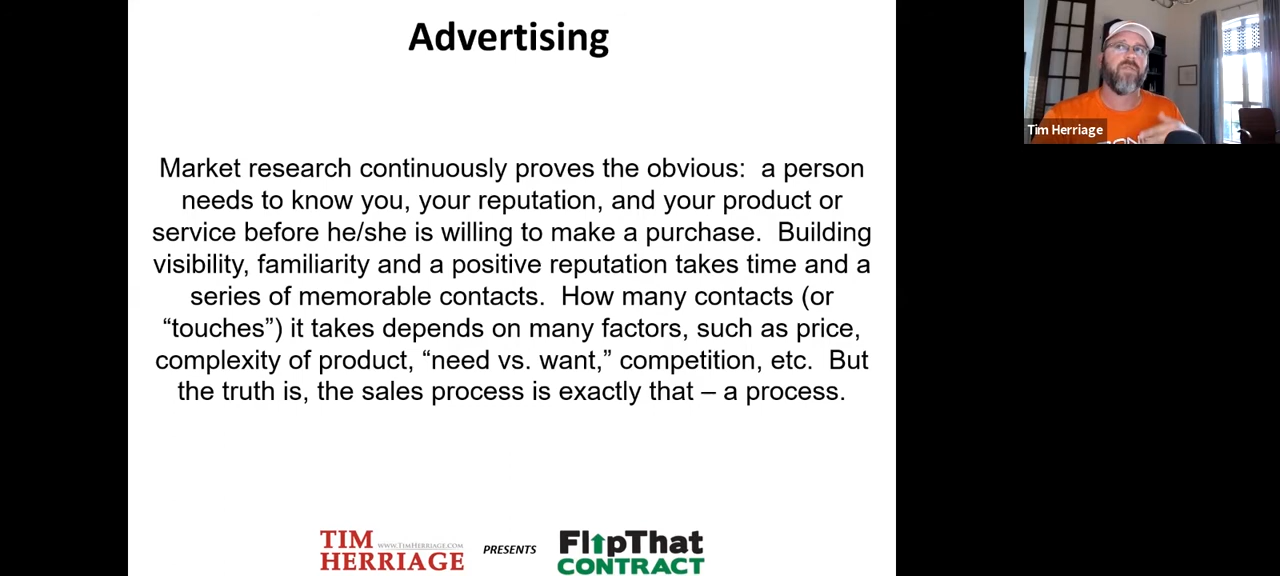 Advertising
Market research continuously proves the obvious:  a person
needs to know you, your reputation, and your product or
service before he/she is willing to make a purchase.  Building
visibility, familiarity and a positive reputation takes time and a
series of memorable contacts.  How many contacts (or
“touches”) it takes depends on many factors, such as price,
complexity of product, “need vs. want,” competition, etc.  But
the truth is, the sales process is exactly that – a process.
Tim Herriage
TIM WWW.TIMHERRIAGE.COM
HERRIAGE
PRESENTS
FlipThat
CONTRACT